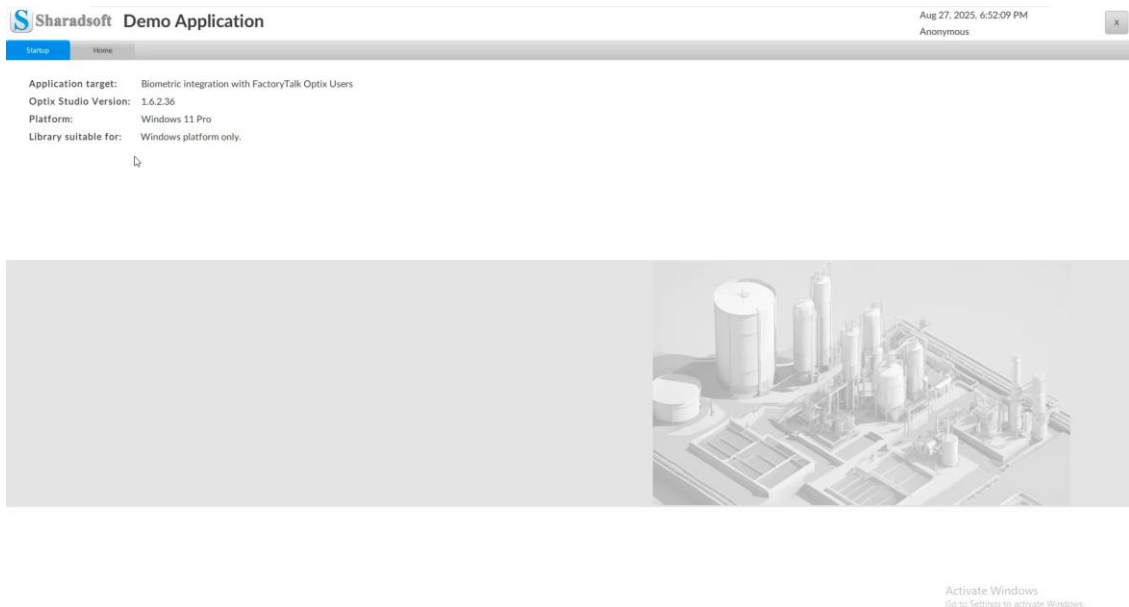 Sharadsoft Demo Application
Aug 27, 2025, 6:52:09 PM
Anonymous
x
Startup Home
Application target: Biometric integration with FactoryTalk Optix Users
Optix Studio Version: 1.6.2.36
Platform: Windows 11 Pro
Library suitable for: Windows platform only.
Activate Windows
Go to Settings to activate Windows.